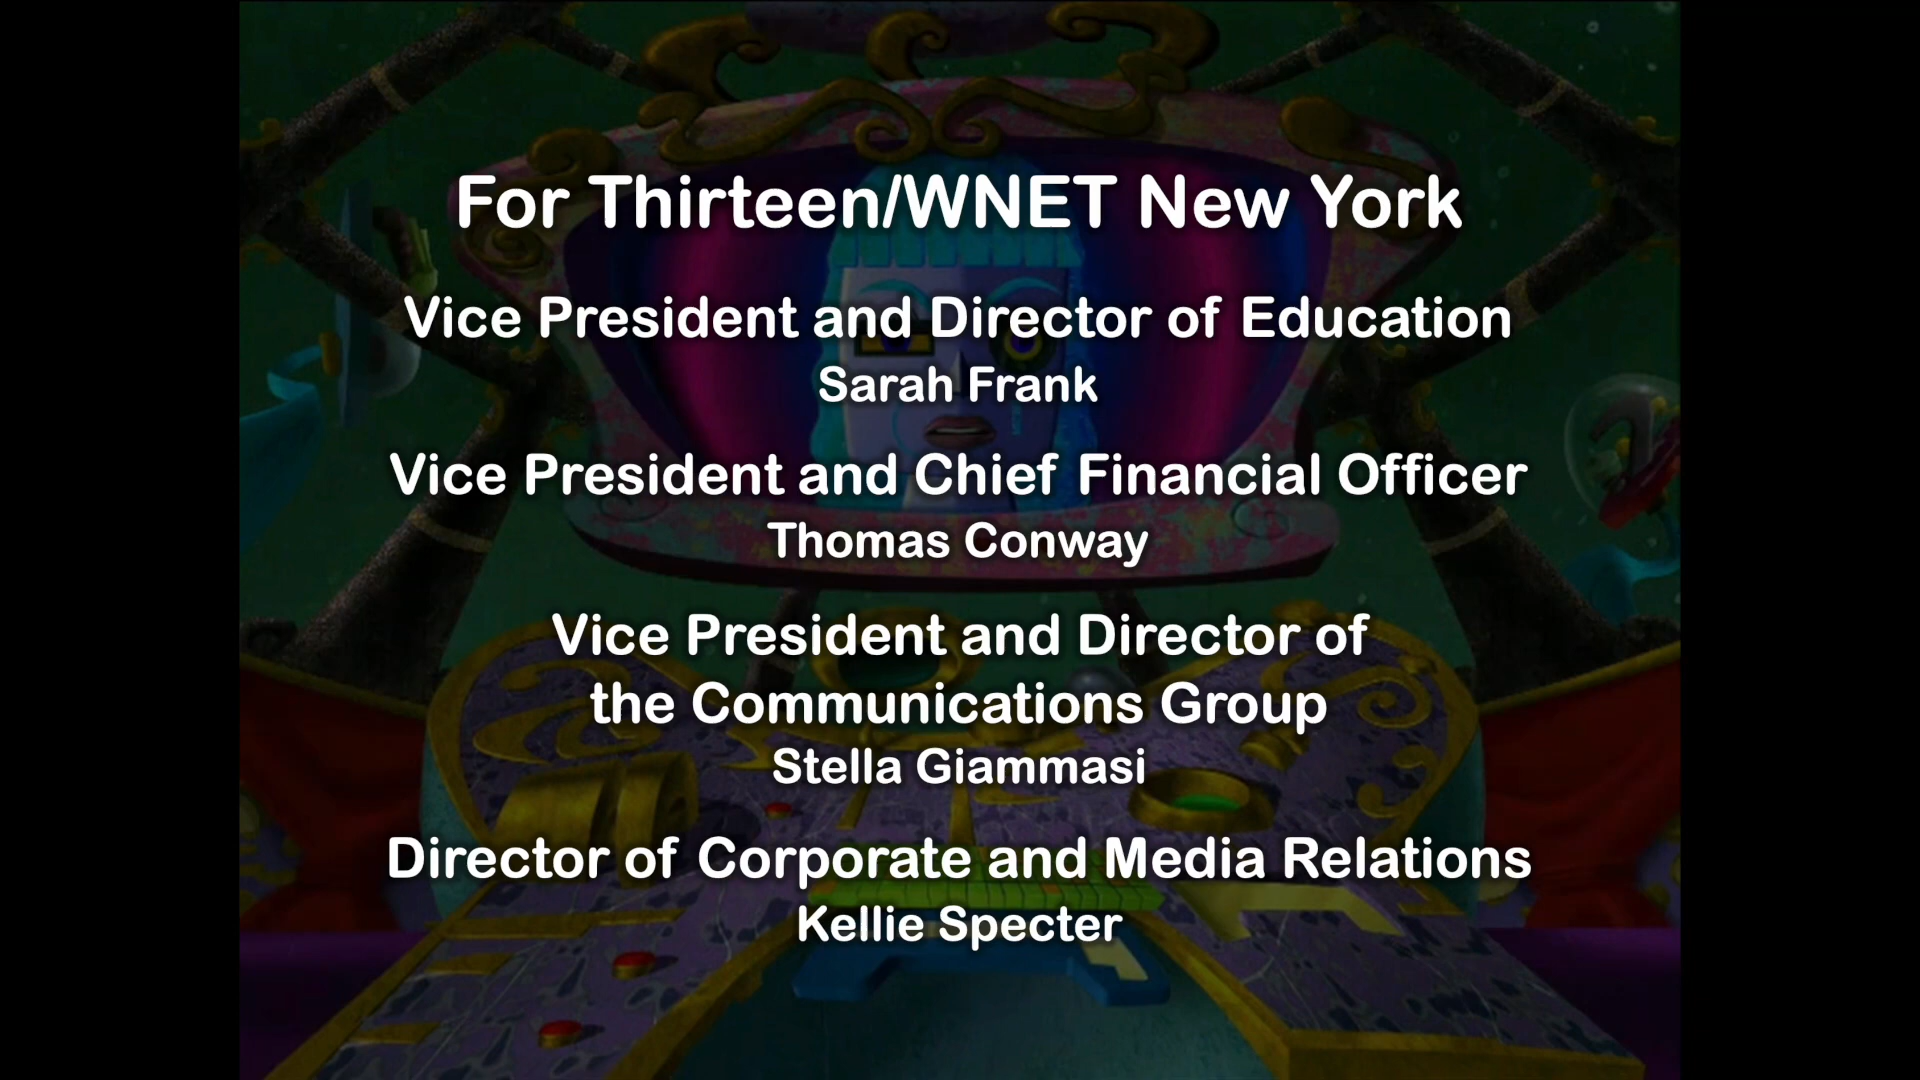 For Thirteen/WNET New York
Vice President and Director of Education
Sarah Frank
Vice President and Chief Financial Officer
Thomas Conway
Vice President and Director of
the Communications Group
Stella Giammasi
Director of Corporate and Media Relations
Kellie Specter